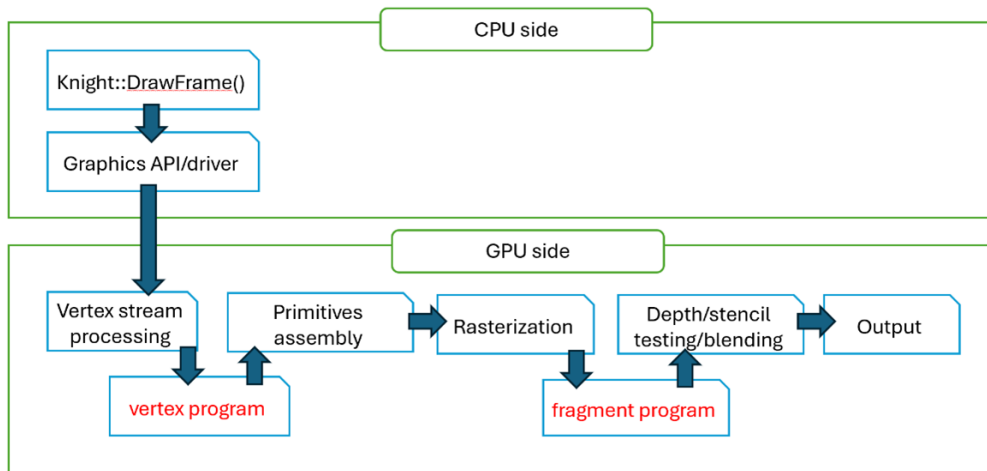 CPU side
Knight::DrawFrame()
Graphics API/driver
GPU side
Vertex stream
processing
Primitives
assembly
Rasterization
Depth/stencil
testing/blending
Output
vertex program
fragment program